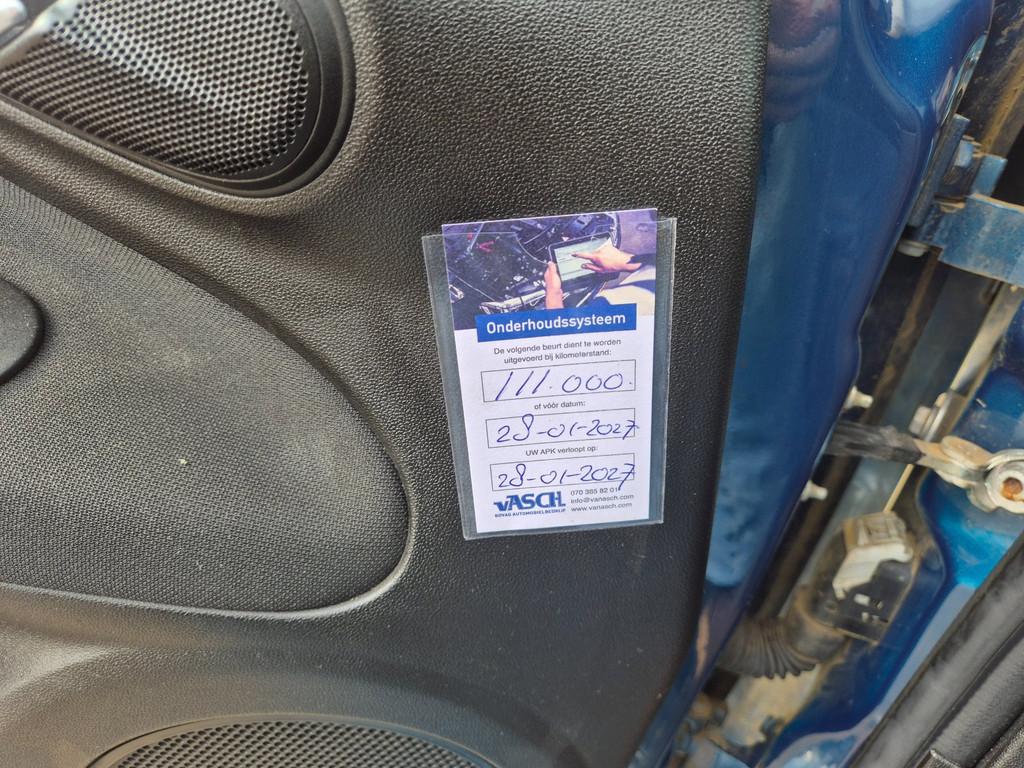 Onderhoudssysteem
De volgende beurt dient te worden
uitgevoerd bij kilometerstand:
111.000.
of vóór datum:
28-01-2027
UW APK verloopt op:
28-01-2027
vASCH
BOVAG AUTOMOBIELBEDRIJF
070 385 82 01
info@vanasch.com
www.vanasch.com